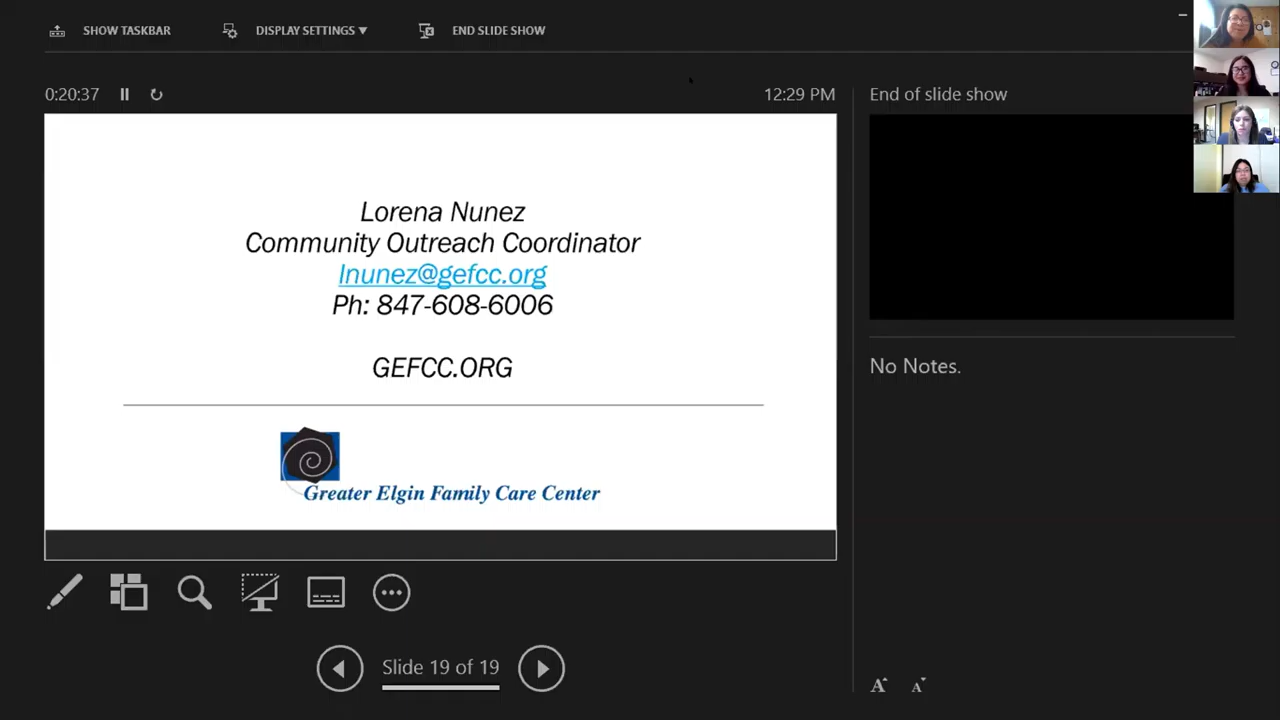 SHOW TASKBAR
DISPLAY SETTINGS ▼
END SLIDE SHOW
0:20:37
12:29 PM
End of slide show
Lorena Nunez
Community Outreach Coordinator
lnunez@gefcc.org
Ph: 847-608-6006
GEFCC.ORG
Greater Elgin Family Care Center
No Notes.
Slide 19 of 19
A A